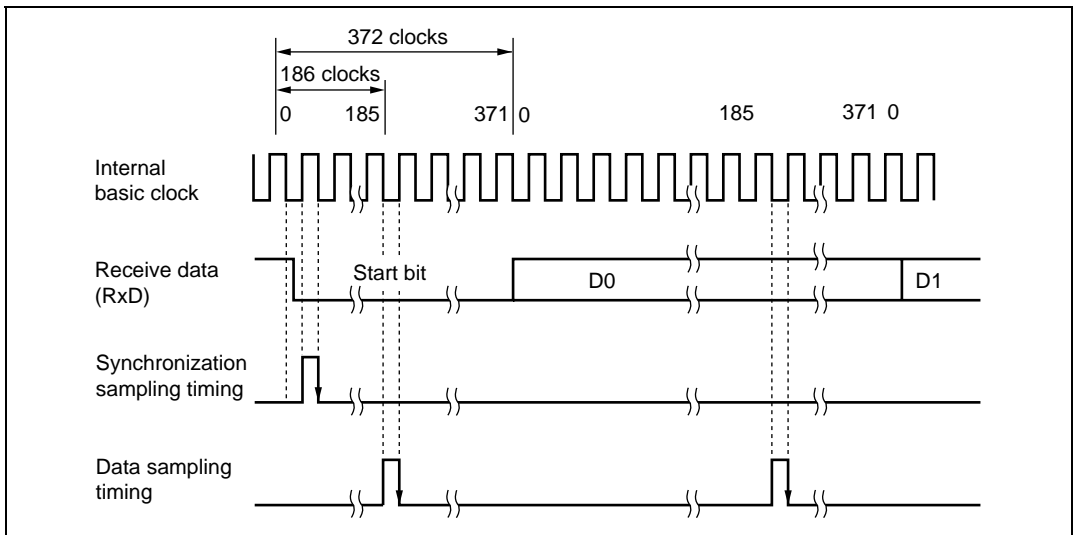 372 clocks
186 clocks
0 185 371 0 185 371 0
Internal
basic clock
Receive data
(RxD)
Start bit D0 D1
Synchronization
sampling timing
Data sampling
timing